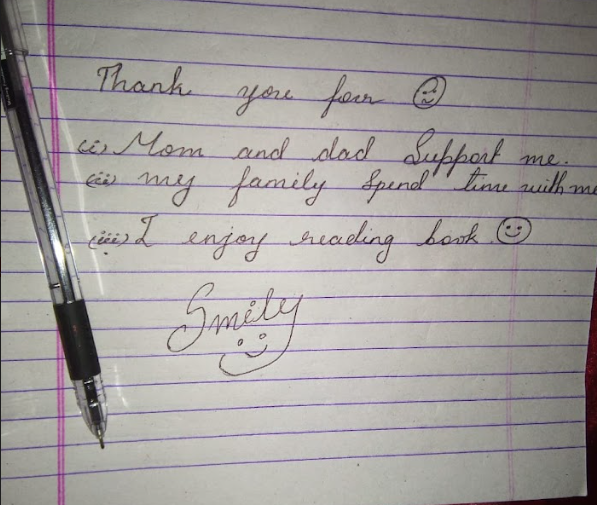 Thank you for
(i) Mom and dad Support me.
(ii) my family Spend time with me
(iii) I enjoy reading book.
Smily